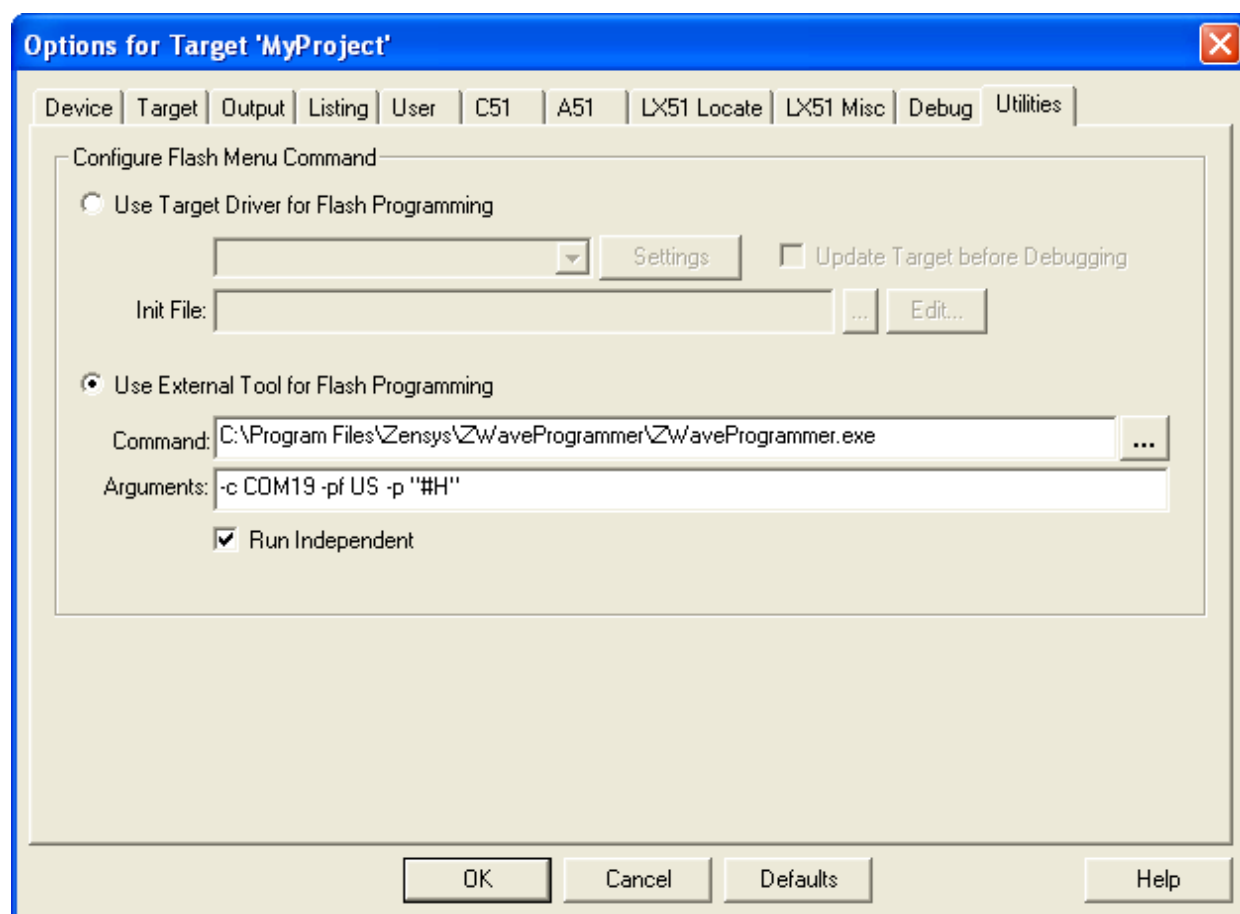 Options for Target 'MyProject'
Device Target Output Listing User C51 A51 LX51 Locate LX51 Misc Debug Utilities
Configure Flash Menu Command
Use Target Driver for Flash Programming
Settings Update Target before Debugging
Init File: ... Edit...
Use External Tool for Flash Programming
Command: C:\Program Files\Zensys\ZWaveProgrammer\ZWaveProgrammer.exe ...
Arguments: -c COM19 -pf US -p "#H"
Run Independent
OK Cancel Defaults Help